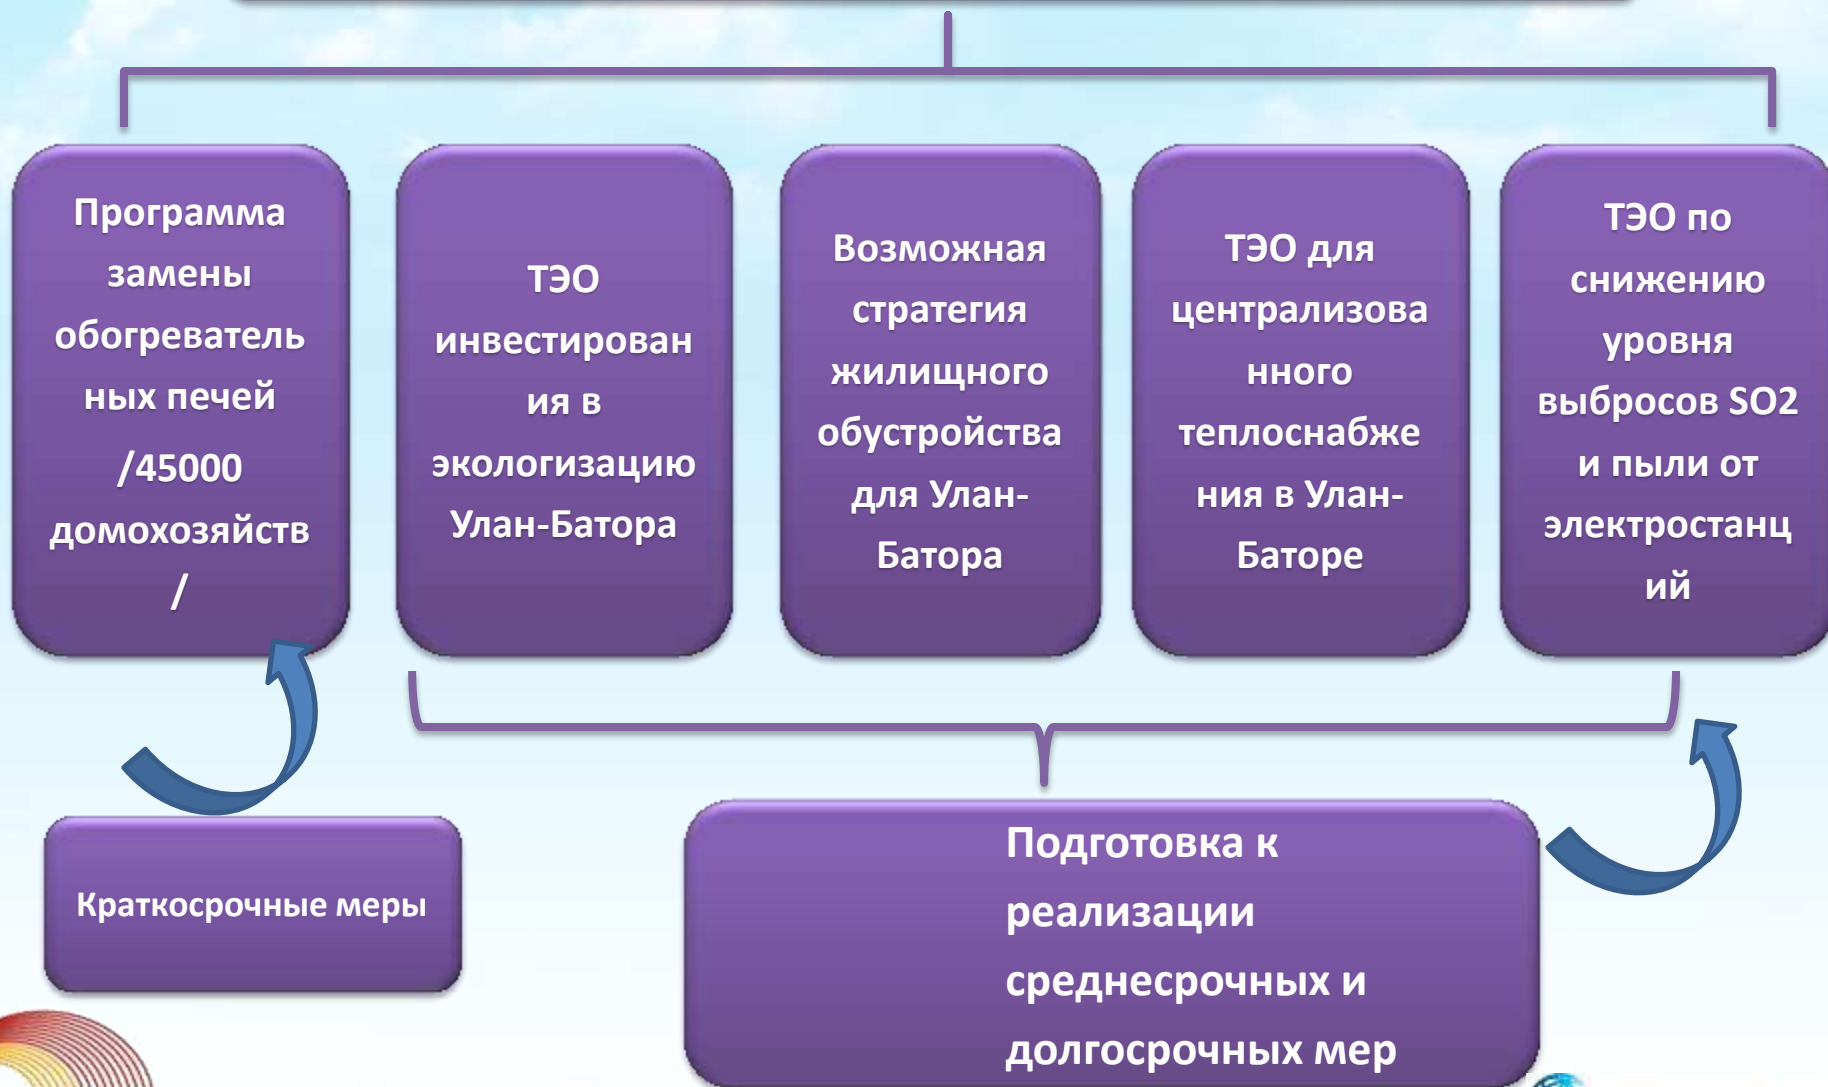 Программа
замены
обогреватель
ных печей
/45000
домохозяйств
/
ТЭО
инвестирован
ия в
экологизацию
Улан-Батора
Возможная
стратегия
жилищного
обустройства
для Улан-
Батора
ТЭО для
централизова
нного
теплоснабже
ния в Улан-
Баторе
ТЭО по
снижению
уровня
выбросов SO2
и пыли от
электростанц
ий
Краткосрочные меры
Подготовка к
реализации
среднесрочных и
долгосрочных мер